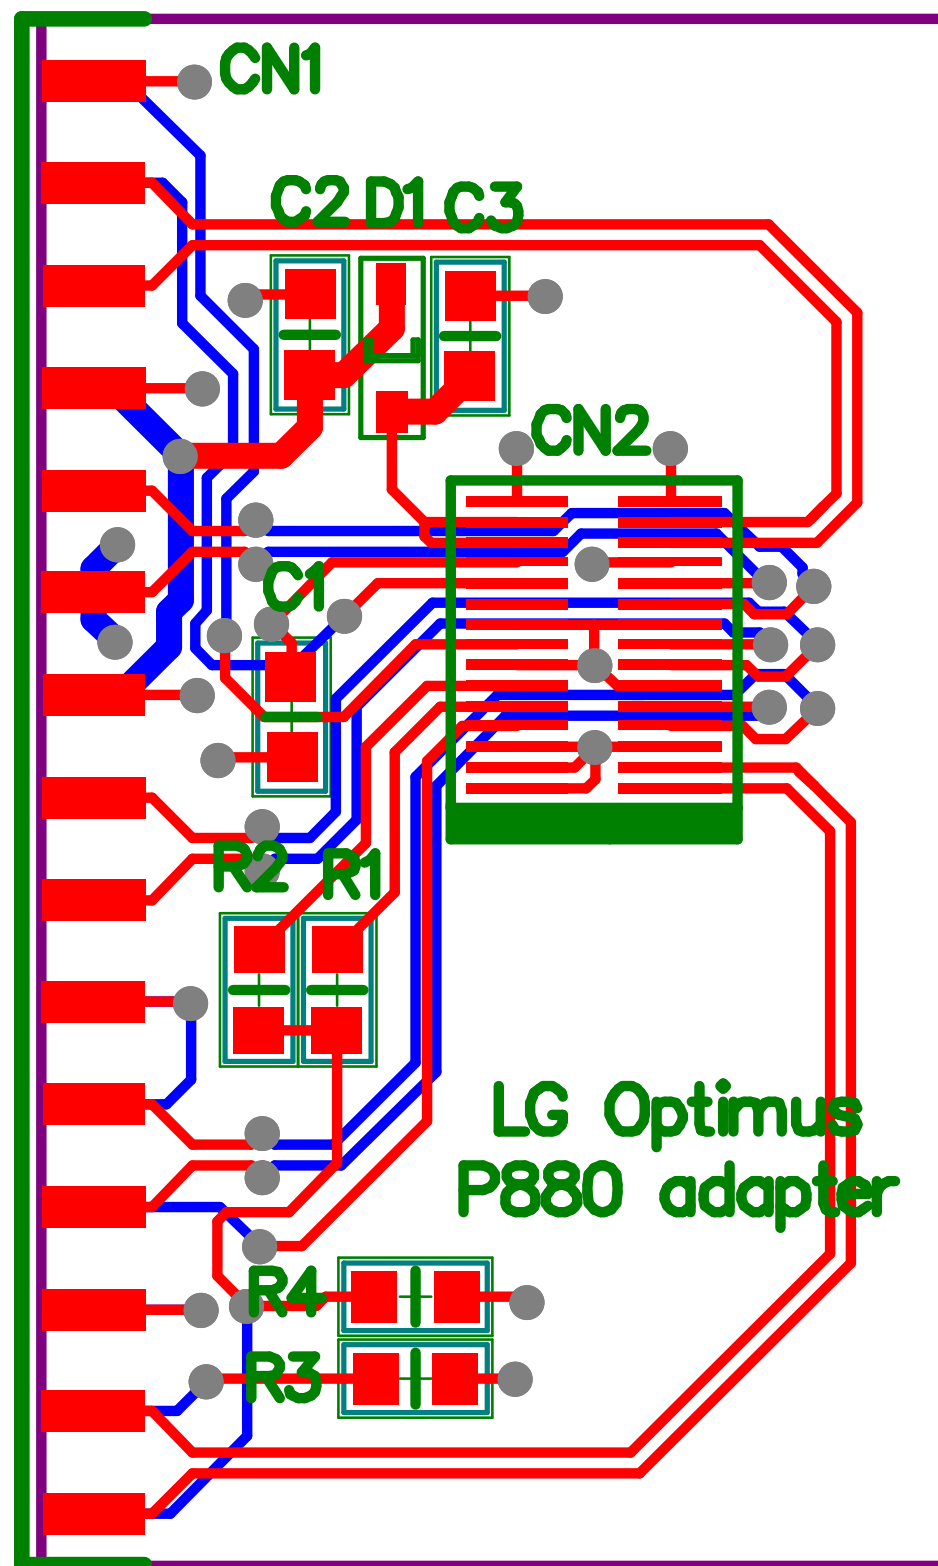 CN1
C2 D1 C3
CN2
C1
R2 R1
LG Optimus
P880 adapter
R4
R3